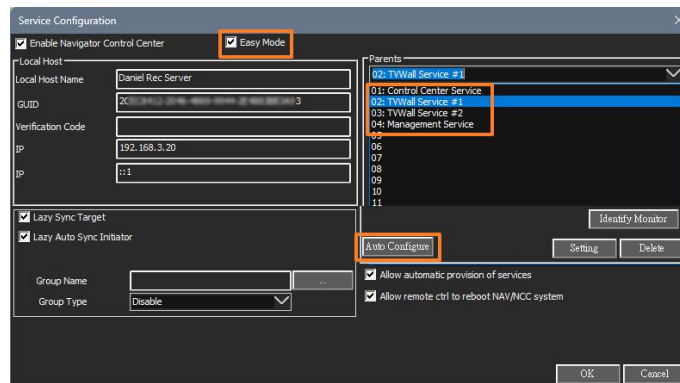 Service Configuration
Enable Navigator Control Center
Easy Mode
Local Host
Local Host Name
Daniel Rec Server
GUID
3
Verification Code
IP
192.168.3.20
IP
::1
Parents
02: TVWall Service #1
01: Control Center Service
02: TVWall Service #1
03: TVWall Service #2
04: Management Service
05
06
07
08
09
10
11
Lazy Sync Target
Lazy Auto Sync Initiator
Identify Monitor
Auto Configure
Setting
Delete
Group Name
...
Group Type
Disable
Allow automatic provision of services
Allow remote ctrl to reboot NAV/NCC system
OK
Cancel